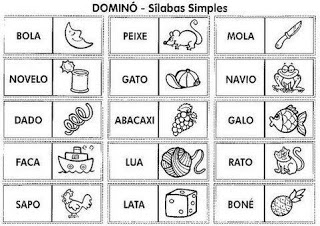 DOMINÓ - Sílabas Simples
BOLA PEIXE MOLA
NOVELO GATO NAVIO
DADO ABACAXI GALO
FACA LUA RATO
SAPO LATA BONÉ